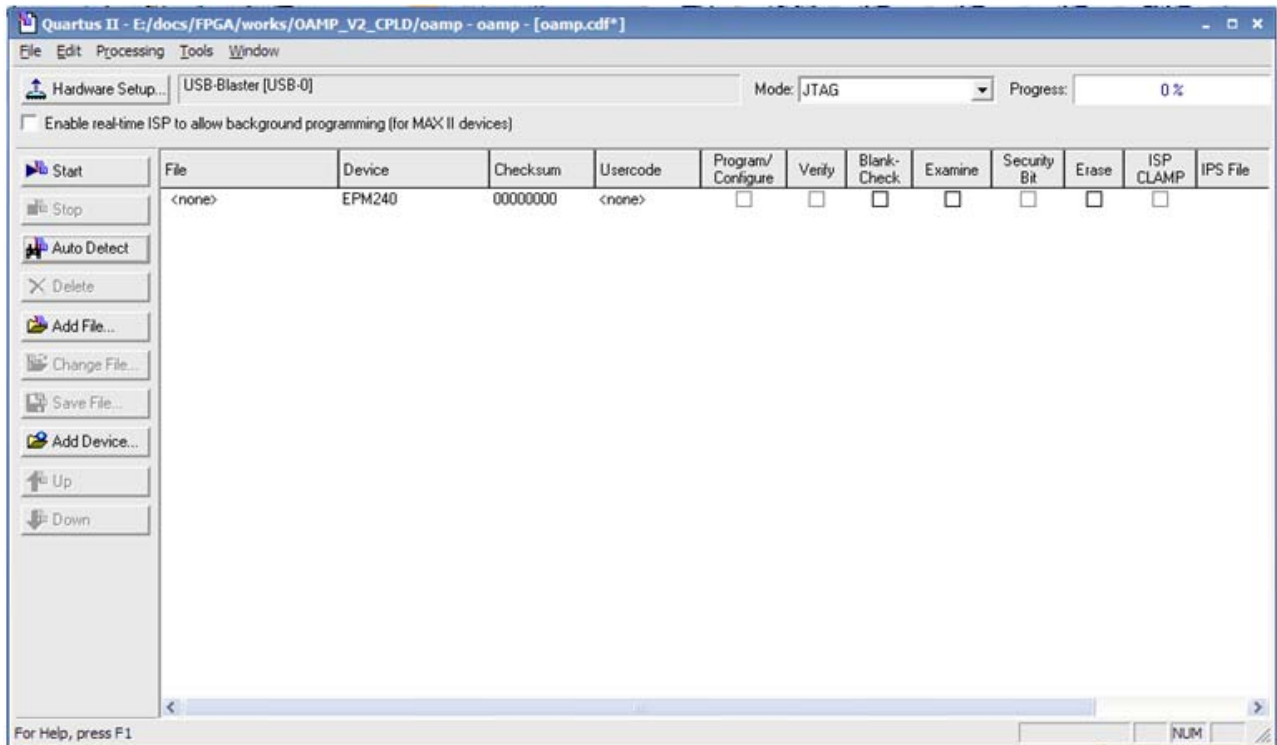 Quartus II - E:/docs/FPGA/works/OAMP_V2_CPLD/oamp - oamp - [oamp.cdf*]
File Edit Processing Tools Window
Hardware Setup... USB-Blaster [USB-0] Mode: JTAG Progress: 0 %
Enable real-time ISP to allow background programming (for MAX II devices)
Start
Stop
Auto Detect
Delete
Add File...
Change File...
Save File...
Add Device...
Up
Down
File Device Checksum Usercode Program/ Configure Verify Blank- Check Examine Security Bit Erase ISP CLAMP IPS File
<none> EPM240 00000000 <none>
For Help, press F1 NUM